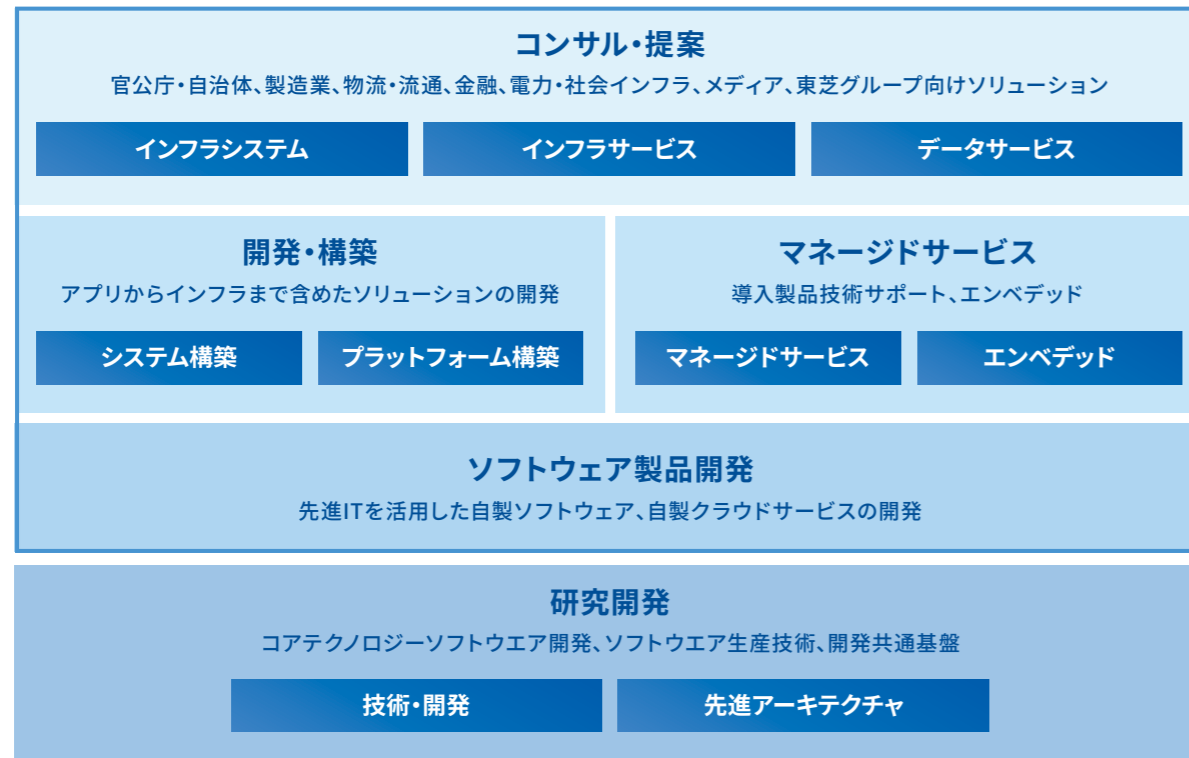 コンサル・提案
官公庁・自治体、製造業、物流・流通、金融、電力・社会インフラ、メディア、東芝グループ向けソリューション
インフラシステム
インフラサービス
データサービス
開発・構築
アプリからインフラまで含めたソリューションの開発
システム構築
プラットフォーム構築
マネージドサービス
導入製品技術サポート、エンベデッド
マネージドサービス
エンベデッド
ソフトウェア製品開発
先進ITを活用した自製ソフトウェア、自製クラウドサービスの開発
研究開発
コアテクノロジーソフトウエア開発、ソフトウエア生産技術、開発共通基盤
技術・開発
先進アーキテクチャ